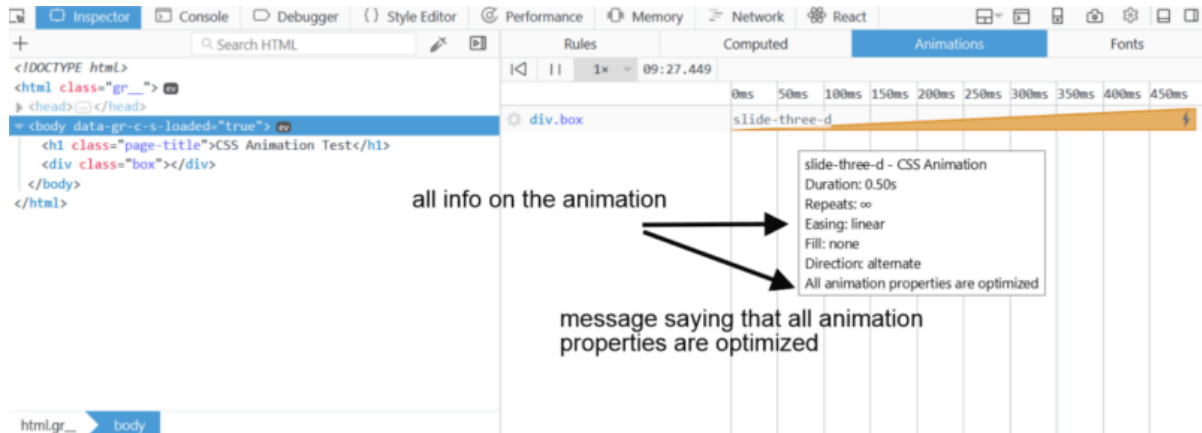 Inspector Console Debugger {} Style Editor Performance Memory Network React
+ Search HTML
Rules Computed Animations Fonts
<!DOCTYPE html>
<html class="gr__"> ev
<head></head>
<body data-gr-c-s-loaded="true"> ev
<h1 class="page-title">CSS Animation Test</h1>
<div class="box"></div>
</body>
</html>
1× 09:27.449
0ms 50ms 100ms 150ms 200ms 250ms 300ms 350ms 400ms 450ms
div.box slide-three-d
all info on the animation
slide-three-d - CSS Animation
Duration: 0.50s
Repeats: ∞
Easing: linear
Fill: none
Direction: alternate
All animation properties are optimized
message saying that all animation
properties are optimized
html.gr__ body